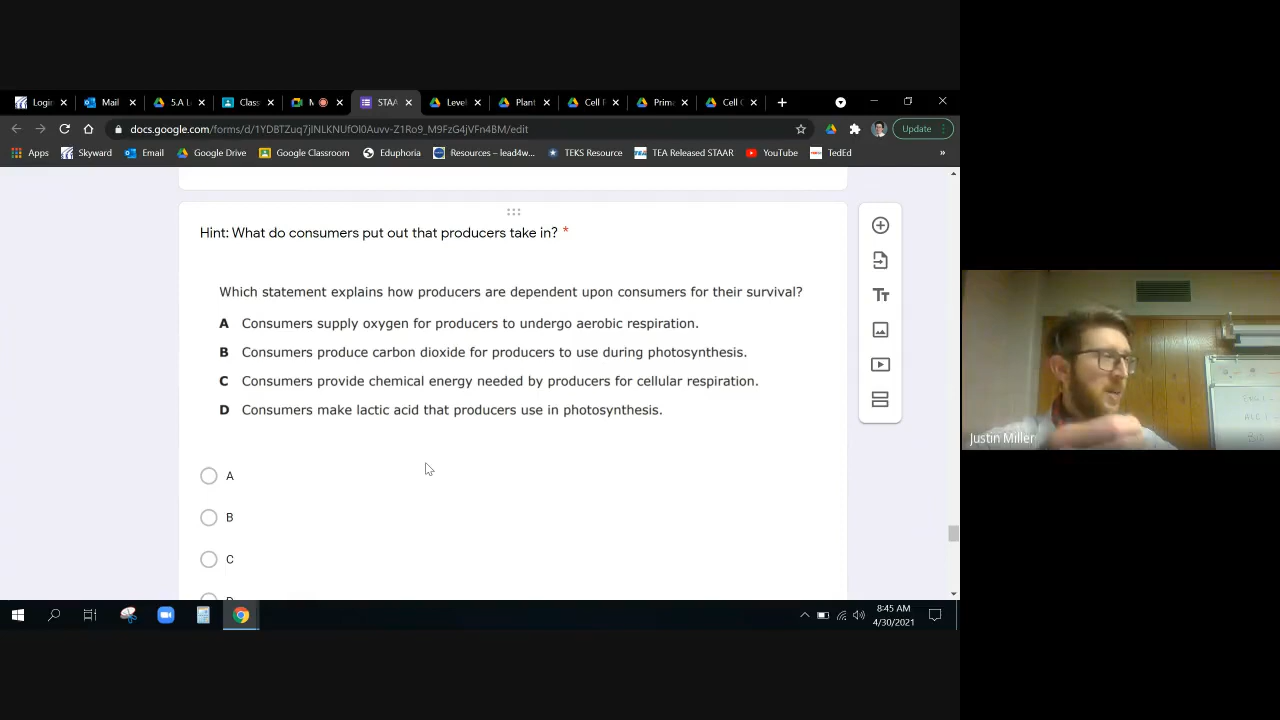 Login
Mail
5.A L
Class
M
STAA
Level
Plant
Cell F
Prima
Cell C
docs.google.com/forms/d/1YDBTZuq7jlNLKNUfOl0Auvv-Z1Ro9_M9FzG4jVFn4BM/edit
Update
Apps
Skyward
Email
Google Drive
Google Classroom
Eduphoria
Resources – lead4w...
TEKS Resource
TEA Released STAAR
YouTube
TedEd
»
Hint: What do consumers put out that producers take in? *
Which statement explains how producers are dependent upon consumers for their survival?
A Consumers supply oxygen for producers to undergo aerobic respiration.
B Consumers produce carbon dioxide for producers to use during photosynthesis.
C Consumers provide chemical energy needed by producers for cellular respiration.
D Consumers make lactic acid that producers use in photosynthesis.
A
B
C
D
Justin Miller
8:45 AM
4/30/2021